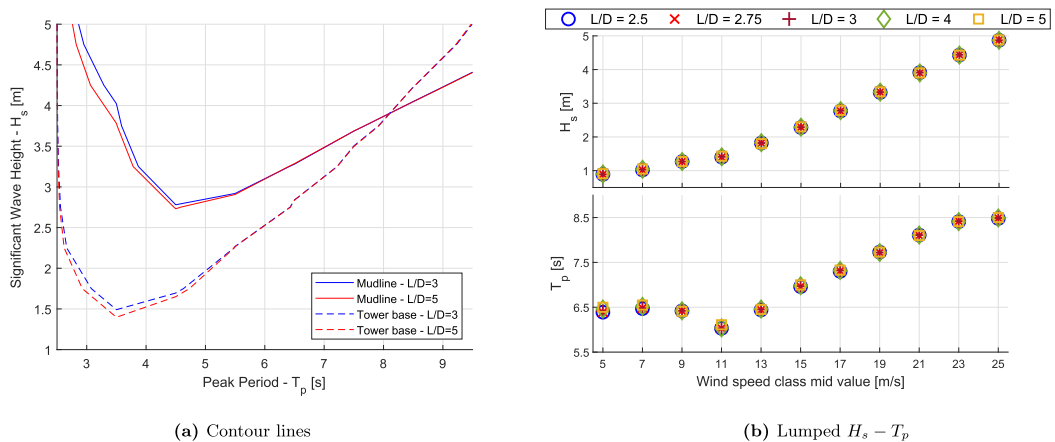 5
4.5
4
3.5
3
2.5
2
1.5
1
Significant Wave Height - H_s [m]
3 4 5 6 7 8 9
Peak Period - T_p [s]
Mudline - L/D=3
Mudline - L/D=5
Tower base - L/D=3
Tower base - L/D=5
(a) Contour lines
L/D = 2.5 L/D = 2.75 L/D = 3 L/D = 4 L/D = 5
5
4
3
2
1
H_s [m]
8.5
7.5
6.5
5.5
T_p [s]
5 7 9 11 13 15 17 19 21 23 25
Wind speed class mid value [m/s]
(b) Lumped H_s − T_p